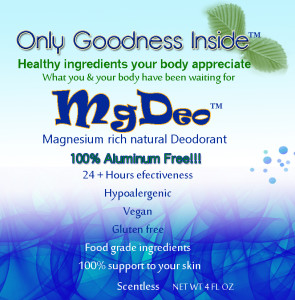 Only Goodness Inside™
Healthy ingredients your body appreciate
What you & your body have been waiting for
MgDeo™
Magnesium rich natural Deodorant
100% Aluminum Free!!!
24 + Hours efectiveness
Hypoalergenic
Vegan
Gluten free
Food grade ingredients
100% support to your skin
Scentless NET WT 4 FL OZ